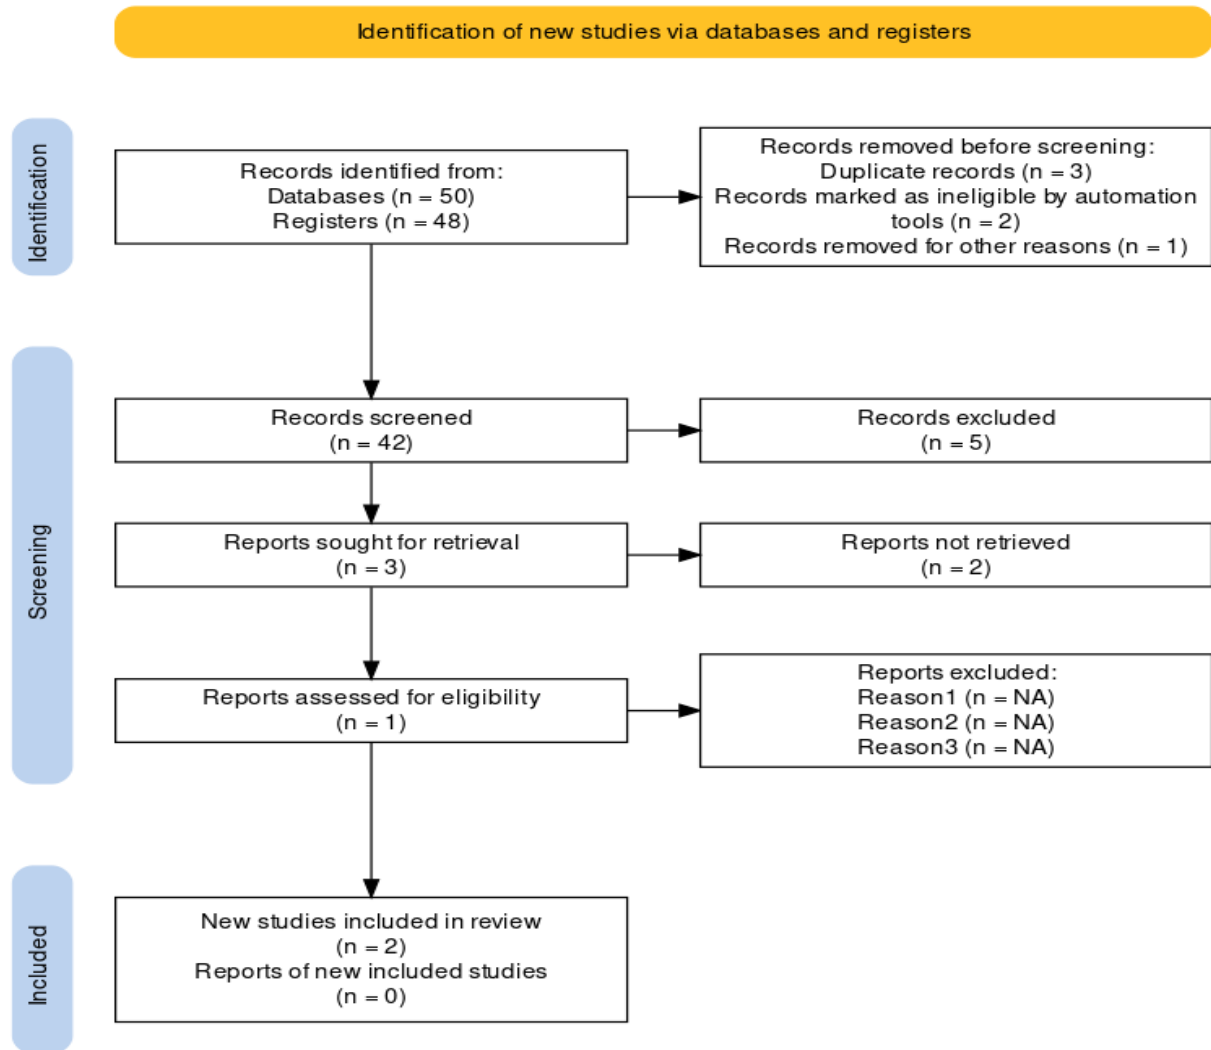 Identification of new studies via databases and registers
Identification
Records identified from:
Databases (n = 50)
Registers (n = 48)
Records removed before screening:
Duplicate records (n = 3)
Records marked as ineligible by automation
tools (n = 2)
Records removed for other reasons (n = 1)
Screening
Records screened
(n = 42)
Records excluded
(n = 5)
Reports sought for retrieval
(n = 3)
Reports not retrieved
(n = 2)
Reports assessed for eligibility
(n = 1)
Reports excluded:
Reason1 (n = NA)
Reason2 (n = NA)
Reason3 (n = NA)
Included
New studies included in review
(n = 2)
Reports of new included studies
(n = 0)